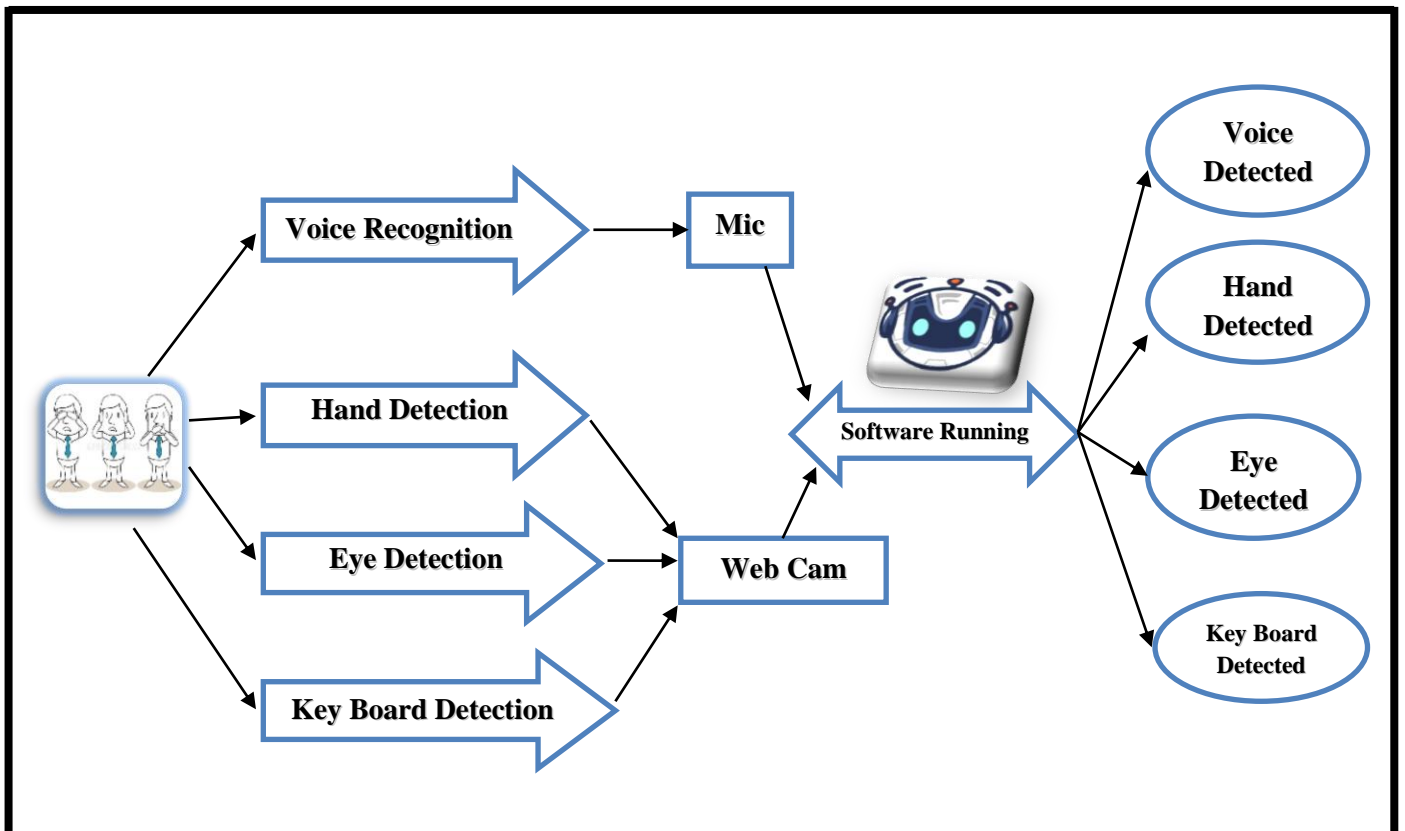 Voice Recognition
Hand Detection
Eye Detection
Key Board Detection
Mic
Web Cam
Software Running
Voice
Detected
Hand
Detected
Eye
Detected
Key Board
Detected